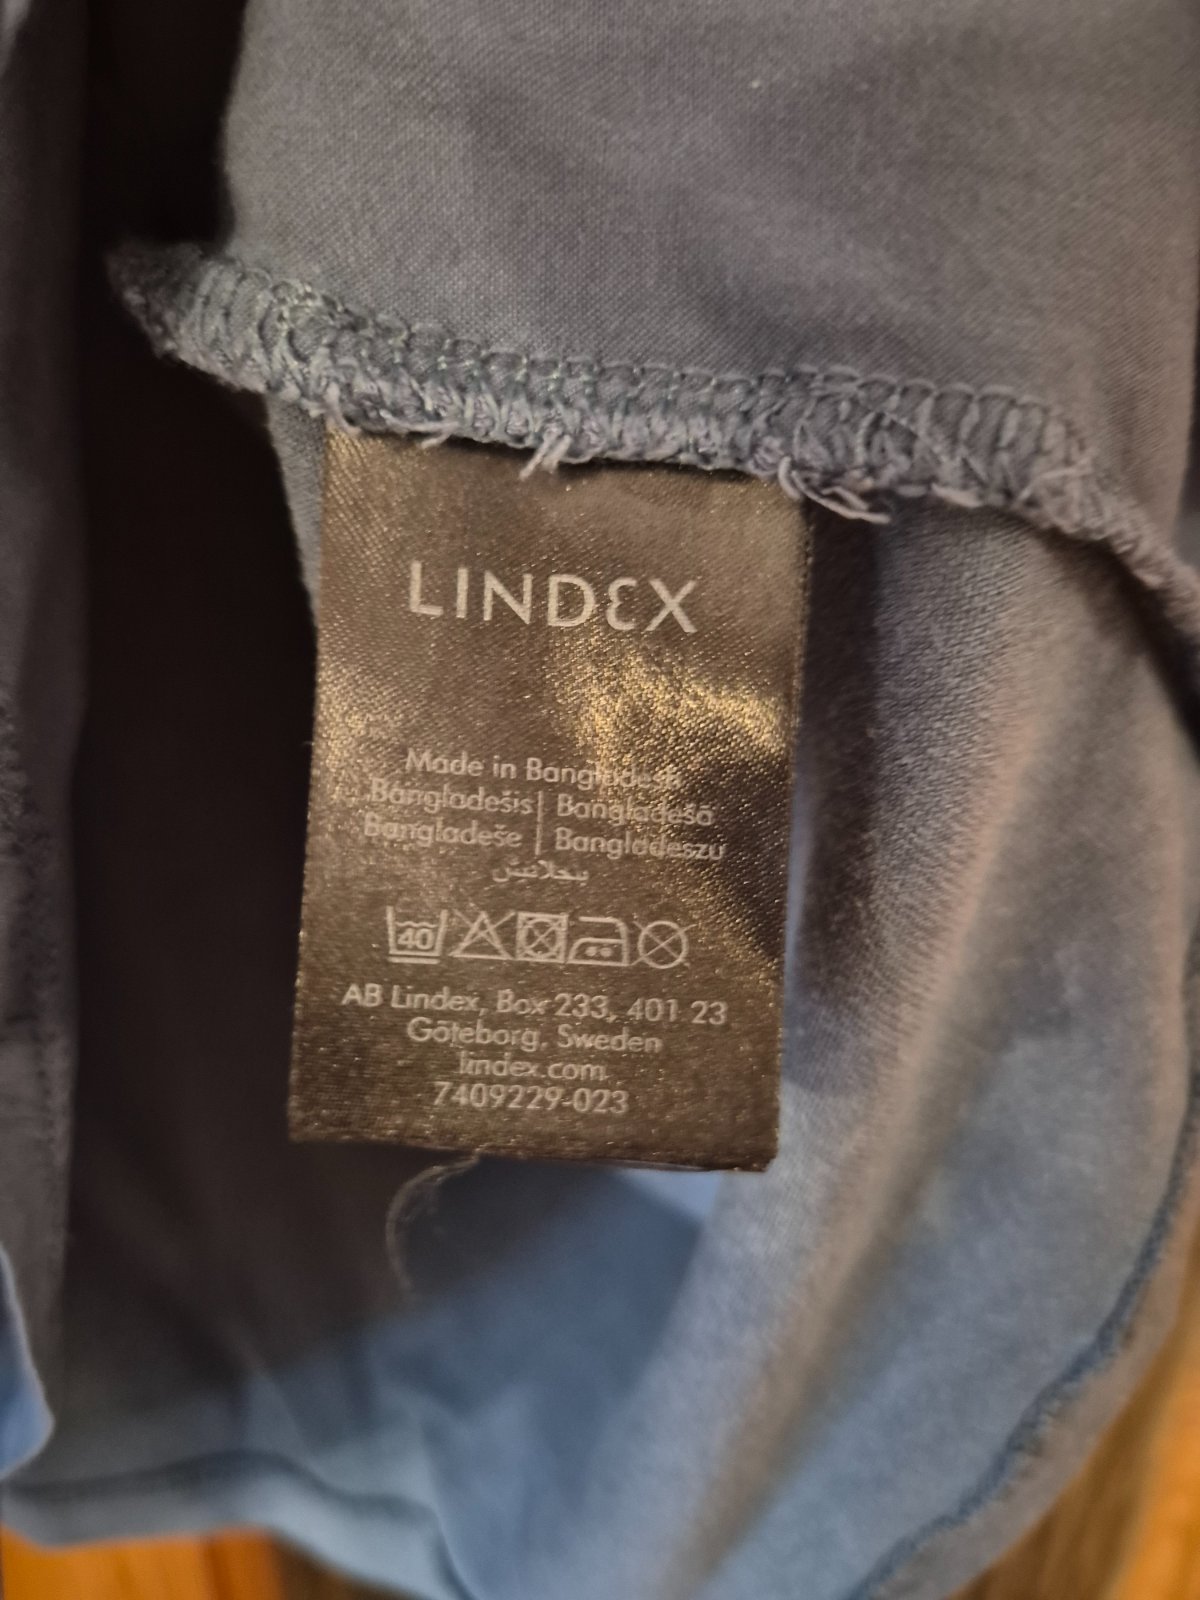 LINDEX
Made in Bangladesh
Bangladešis | Bangladešā
Bangladeše | Bangladeszu
40
AB Lindex, Box 233, 401 23
Göteborg, Sweden
lindex.com
7409229-023